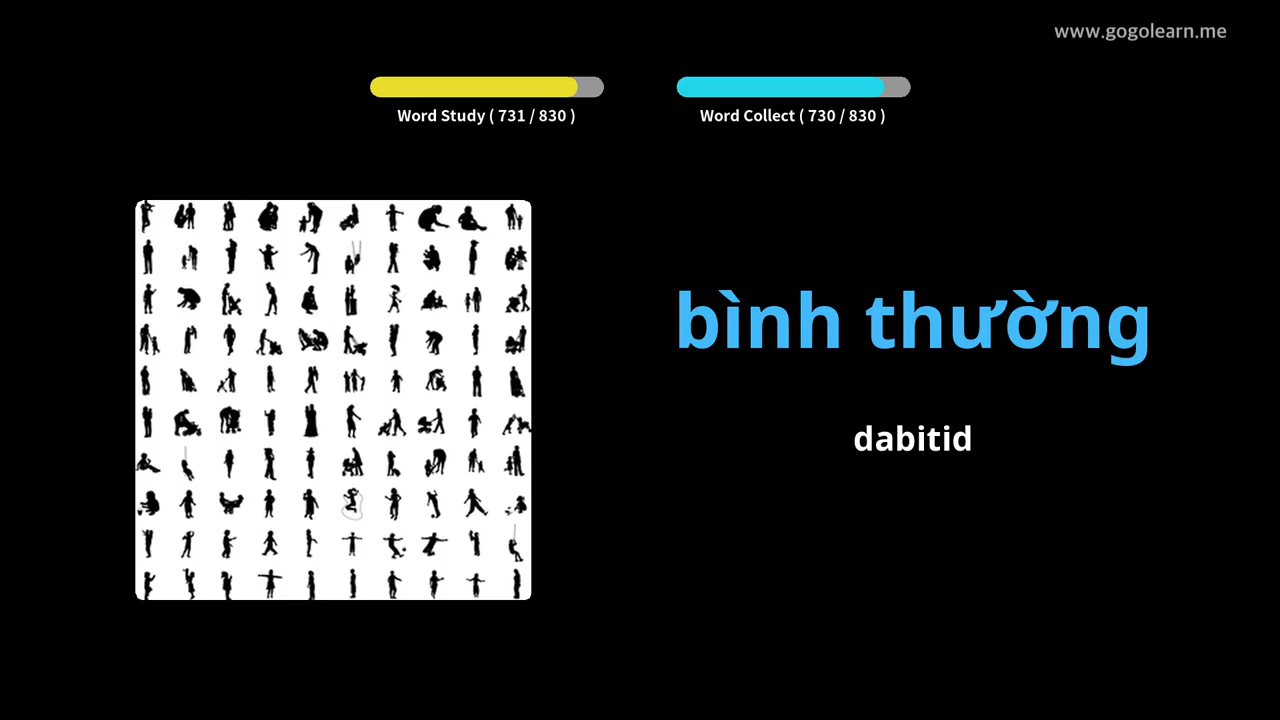 www.gogolearn.me
Word Study ( 731 / 830 )
Word Collect ( 730 / 830 )
bình thường
dabitid